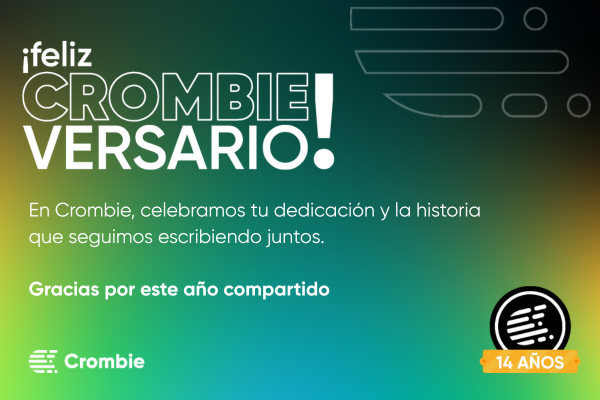 ¡feliz
CROMBIE
VERSARIO!
En Crombie, celebramos tu dedicación y la historia
que seguimos escribiendo juntos.
Gracias por este año compartido
Crombie
14 AÑOS